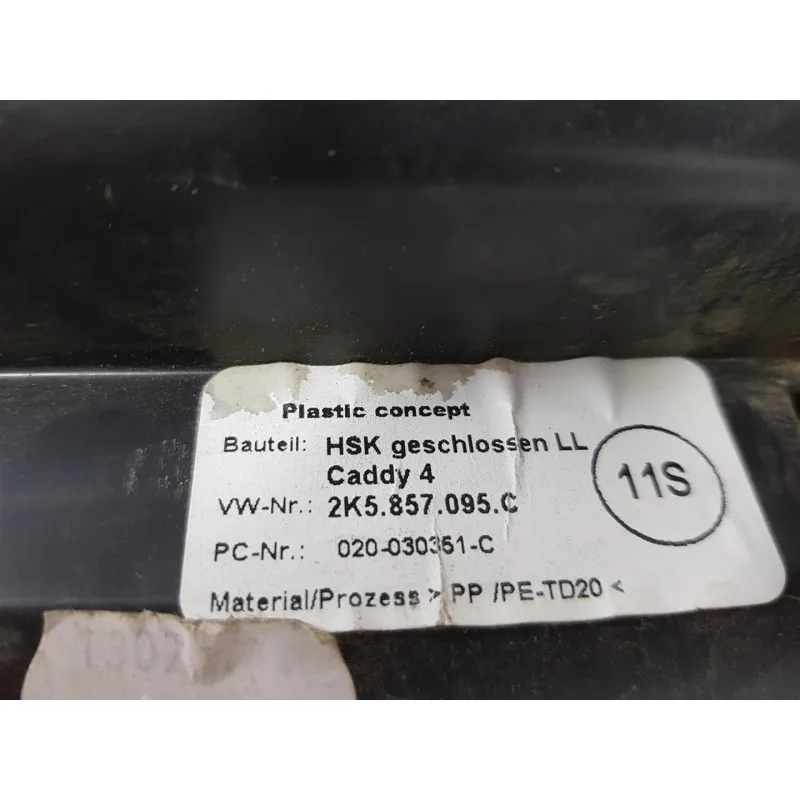 Plastic concept
Bauteil: HSK geschlossen LL
Caddy 4
VW-Nr.: 2K5.857.095.C
11S
PC-Nr.: 020-030351-C
Material/Prozess > PP /PE-TD20 <